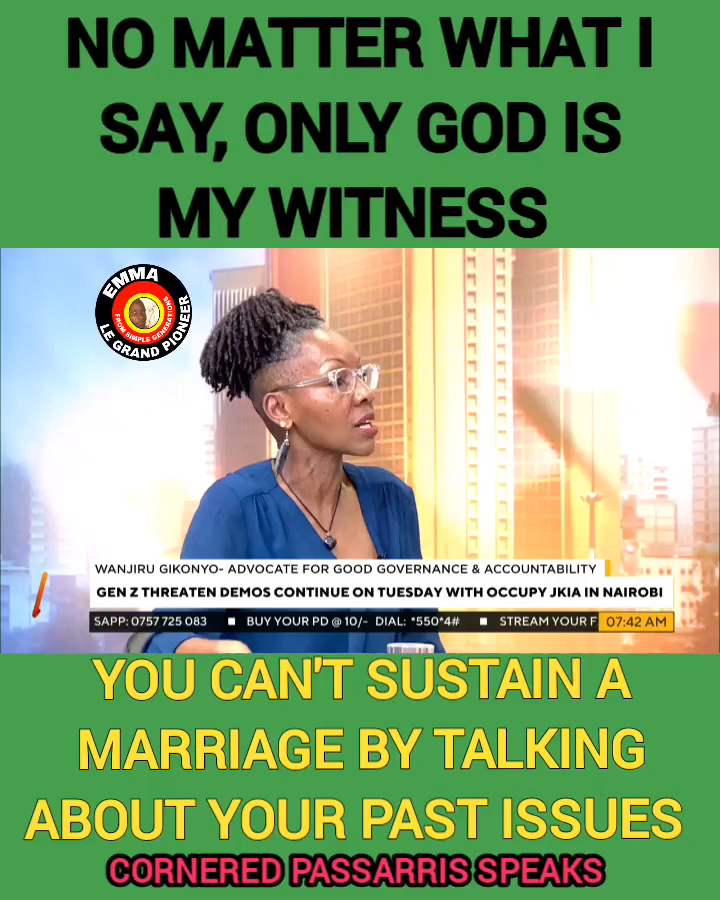 NO MATTER WHAT I
SAY, ONLY GOD IS
MY WITNESS
EMMA
FROM SIMPLE GENERATIONS
LE GRAND PIONEER
WANJIRU GIKONYO- ADVOCATE FOR GOOD GOVERNANCE & ACCOUNTABILITY
GEN Z THREATEN DEMOS CONTINUE ON TUESDAY WITH OCCUPY JKIA IN NAIROBI
SAPP: 0757 725 083 ■ BUY YOUR PD @ 10/- DIAL: *550*4# ■ STREAM YOUR F 07:42 AM
YOU CAN'T SUSTAIN A
MARRIAGE BY TALKING
ABOUT YOUR PAST ISSUES
CORNERED PASSARRIS SPEAKS